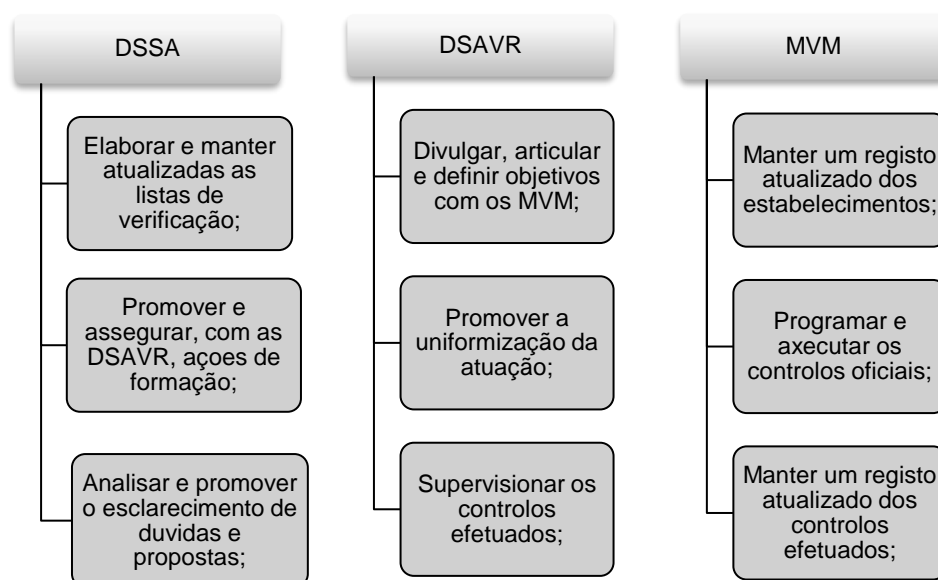 DSSA
Elaborar e manter
atualizadas as
listas de
verificação;
Promover e
assegurar, com as
DSAVR, açoes de
formação;
Analisar e promover
o esclarecimento de
duvidas e
propostas;
DSAVR
Divulgar, articular
e definir objetivos
com os MVM;
Promover a
uniformização da
atuação;
Supervisionar os
controlos
efetuados;
MVM
Manter um registo
atualizado dos
estabelecimentos;
Programar e
axecutar os
controlos oficiais;
Manter um registo
atualizado dos
controlos
efetuados;